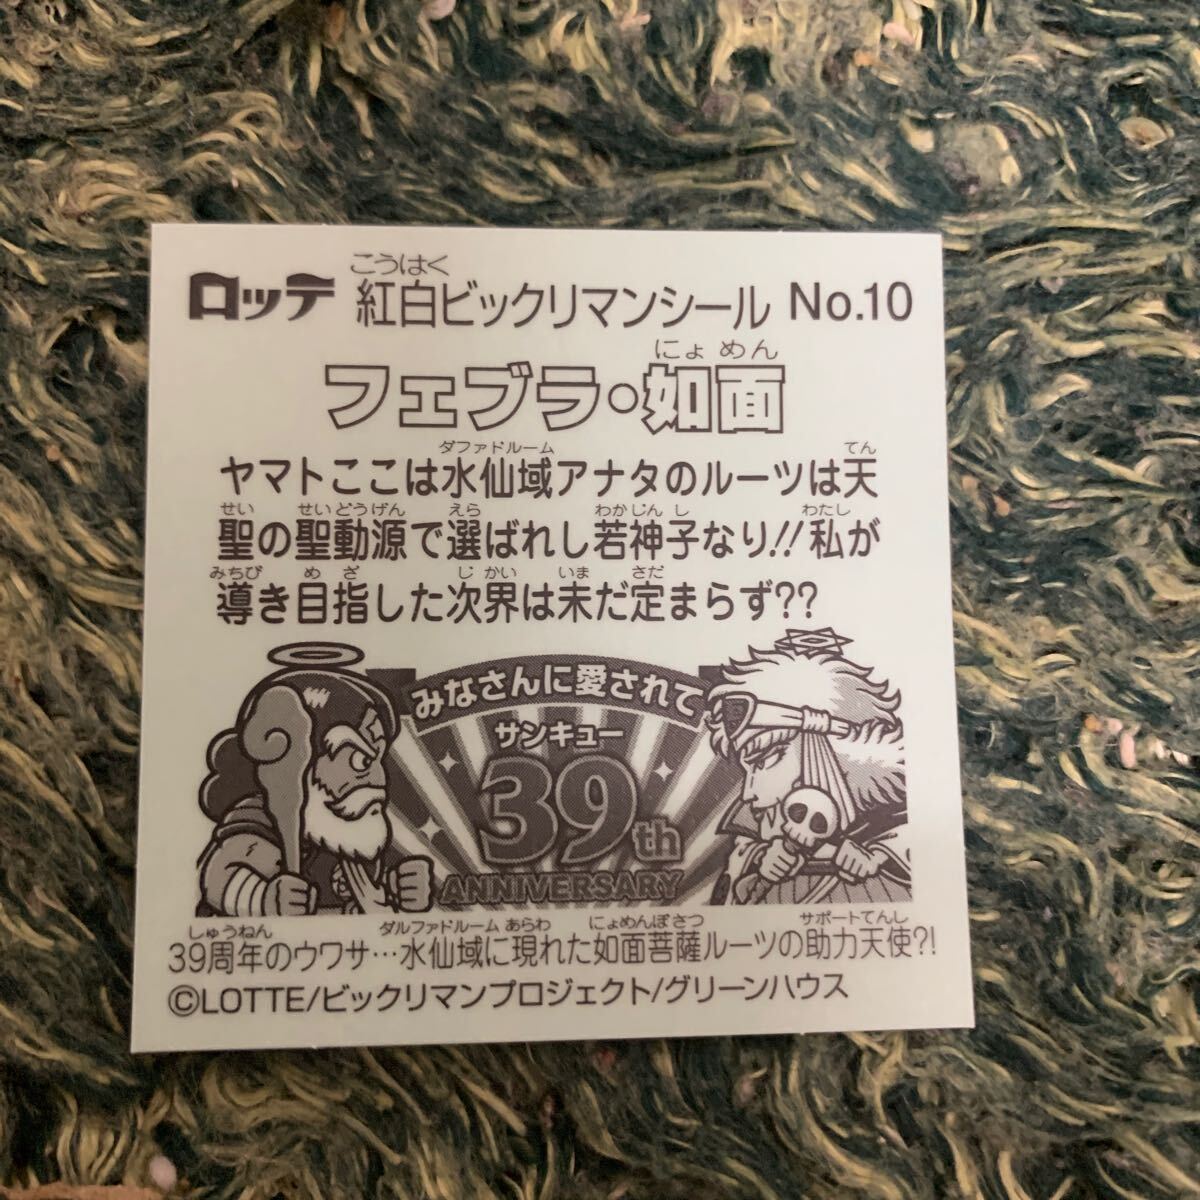 ロッテ 紅白ビックリマンシール No.10
こうはく
にょ めん
フェブラ・如面
ダファドルーム てん
ヤマトここは水仙域アナタのルーツは天
せい せいどうげん えら わかじん し わたし
聖の聖動源で選ばれし若神子なり!!私が
みちび め ざ じ かい いま さだ
導き目指した次界は未だ定まらず??
みなさんに愛されて
サンキュー
39th
ANNIVERSARY
しゅうねん ダルファドルーム あらわ にょめんぼさつ サポートてんし
39周年のウワサ…水仙域に現れた如面菩薩ルーツの助力天使?!
©LOTTE/ビックリマンプロジェクト/グリーンハウス